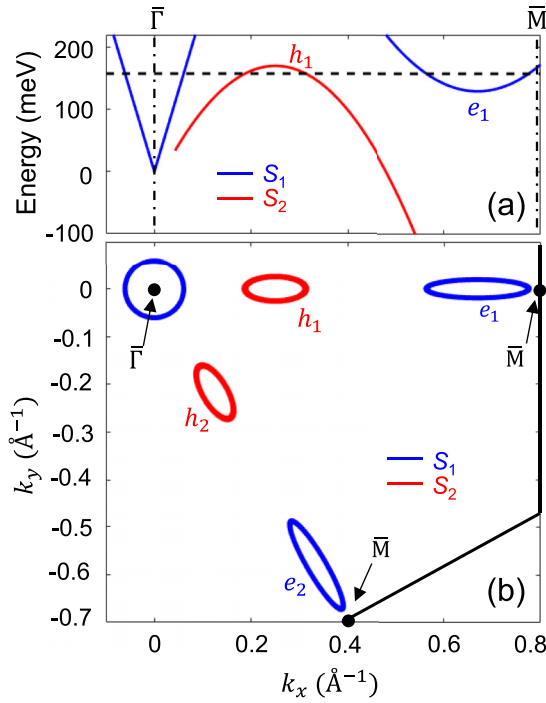 Γ̅ M̅
200
100
0
-100
Energy (meV)
h₁
e₁
S₁
S₂
(a)
0
-0.1
-0.2
-0.3
-0.4
-0.5
-0.6
-0.7
k_y (Å⁻¹)
Γ̅
h₁
e₁
M̅
h₂
S₁
S₂
e₂
M̅
(b)
0 0.2 0.4 0.6 0.8
k_x (Å⁻¹)